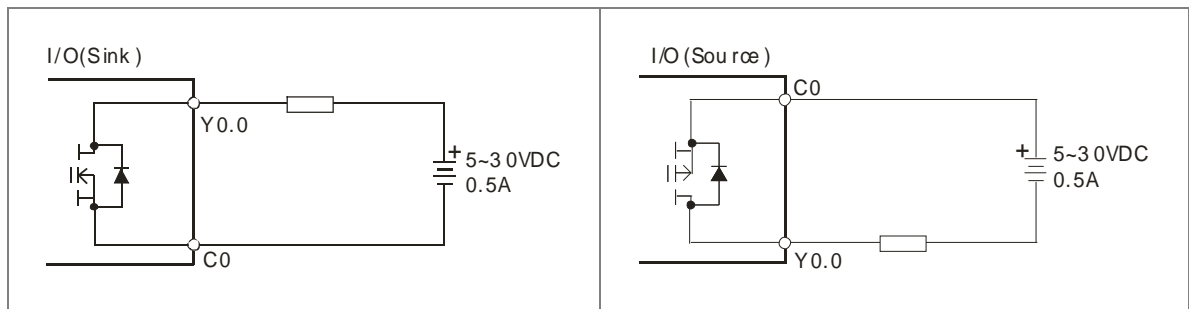 I/O(Sink)
Y0.0
+
5~30VDC
0.5A
C0
I/O(Source)
C0
+
5~30VDC
0.5A
Y0.0